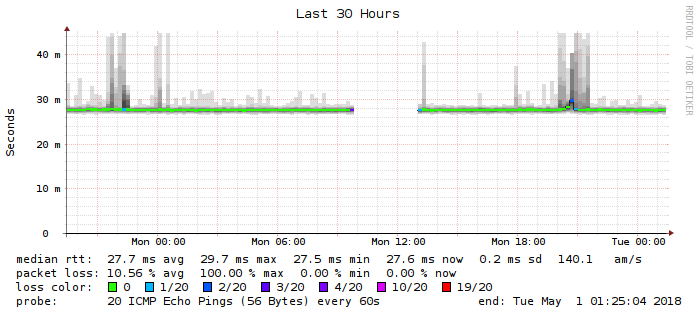 Last 30 Hours
RRDTOOL / TOBI OETIKER
Seconds
40 m
30 m
20 m
10 m
0
Mon 00:00 Mon 06:00 Mon 12:00 Mon 18:00 Tue 00:00
median rtt: 27.7 ms avg 29.7 ms max 27.5 ms min 27.6 ms now 0.2 ms sd 140.1 am/s
packet loss: 10.56 % avg 100.00 % max 0.00 % min 0.00 % now
loss color: 0 1/20 2/20 3/20 4/20 10/20 19/20
probe: 20 ICMP Echo Pings (56 Bytes) every 60s end: Tue May 1 01:25:04 2018